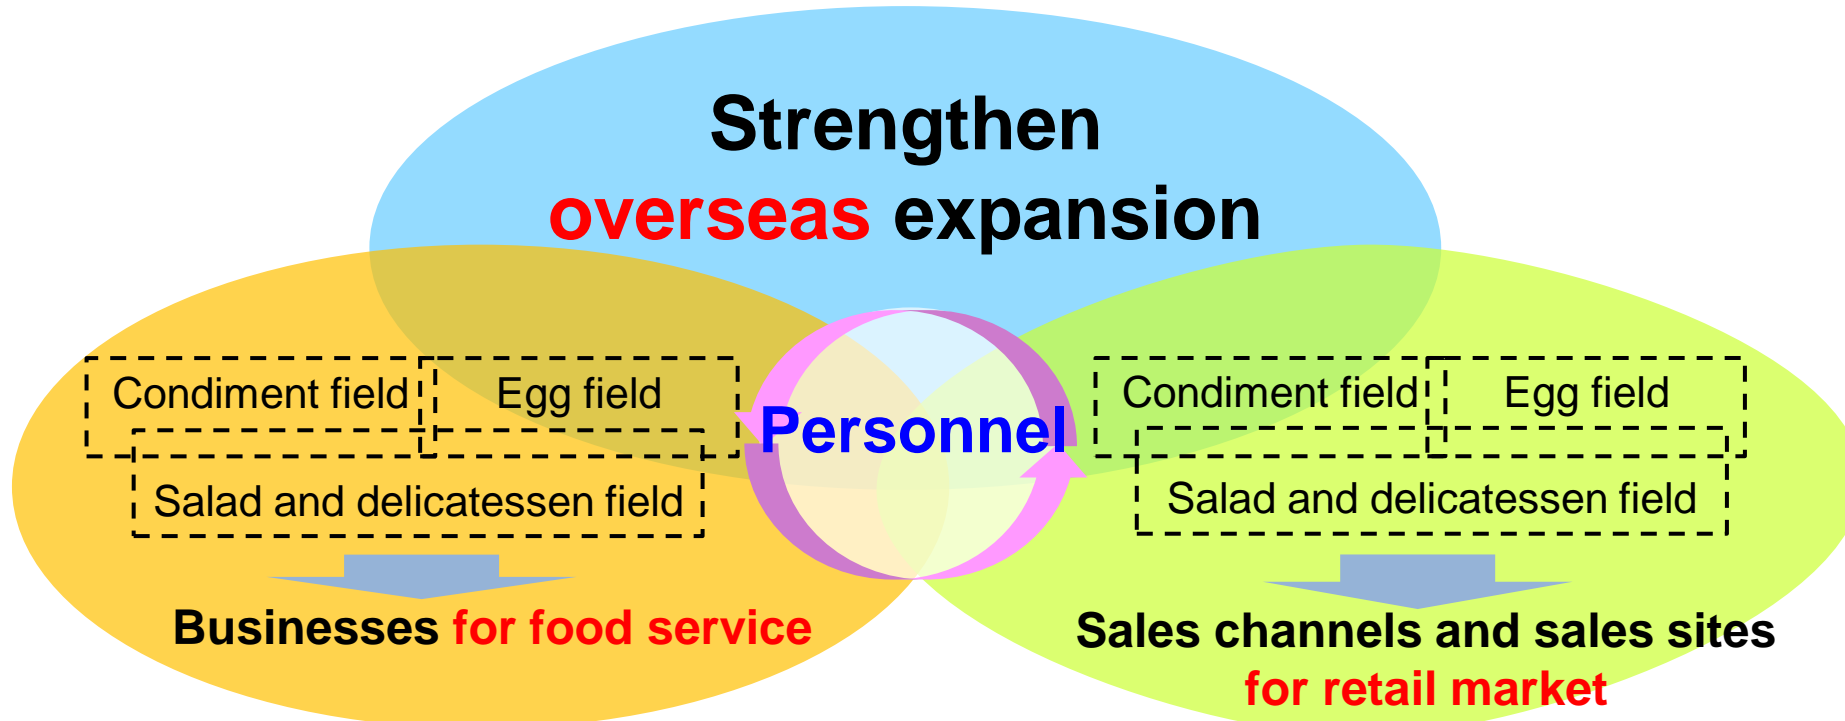 Strengthen
overseas expansion
Condiment field
Egg field
Salad and delicatessen field
Businesses for food service
Personnel
Condiment field
Egg field
Salad and delicatessen field
Sales channels and sales sites
for retail market